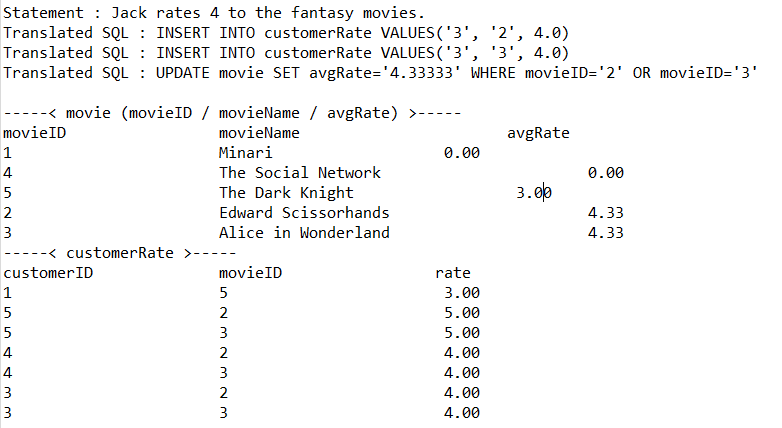 Statement : Jack rates 4 to the fantasy movies.
Translated SQL : INSERT INTO customerRate VALUES('3', '2', 4.0)
Translated SQL : INSERT INTO customerRate VALUES('3', '3', 4.0)
Translated SQL : UPDATE movie SET avgRate='4.33333' WHERE movieID='2' OR movieID='3'
-----< movie (movieID / movieName / avgRate) >-----
movieID movieName avgRate
1 Minari 0.00
4 The Social Network 0.00
5 The Dark Knight 3.00
2 Edward Scissorhands 4.33
3 Alice in Wonderland 4.33
-----< customerRate >-----
customerID movieID rate
1 5 3.00
5 2 5.00
5 3 5.00
4 2 4.00
4 3 4.00
3 2 4.00
3 3 4.00